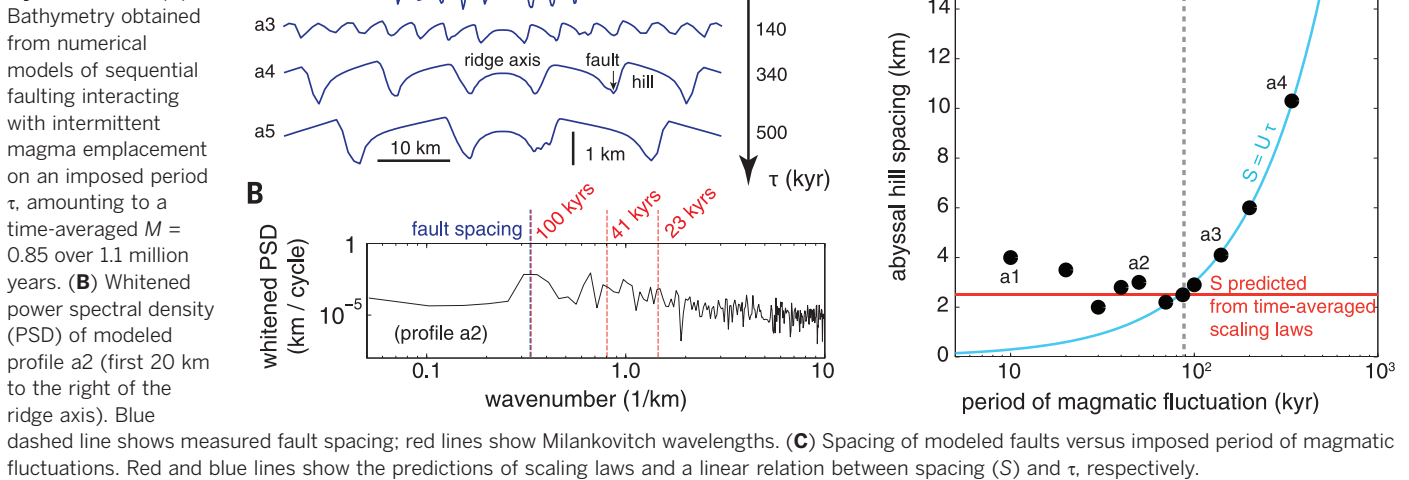 Bathymetry obtained
from numerical
models of sequential
faulting interacting
with intermittent
magma emplacement
on an imposed period
τ, amounting to a
time-averaged M =
0.85 over 1.1 million
years. (B) Whitened
power spectral density
(PSD) of modeled
profile a2 (first 20 km
to the right of the
ridge axis). Blue
dashed line shows measured fault spacing; red lines show Milankovitch wavelengths. (C) Spacing of modeled faults versus imposed period of magmatic
fluctuations. Red and blue lines show the predictions of scaling laws and a linear relation between spacing (S) and τ, respectively.
a3
140
a4
ridge axis
fault
hill
340
a5
10 km
1 km
500
τ (kyr)
B
fault spacing
100 kyrs
41 kyrs
23 kyrs
whitened PSD
(km / cycle)
1
10⁻⁵
(profile a2)
0.1
1.0
10
wavenumber (1/km)
abyssal hill spacing (km)
14
12
10
8
6
4
2
0
a1
a2
a3
a4
S = U τ
S predicted
from time-averaged
scaling laws
10
10²
10³
period of magmatic fluctuation (kyr)